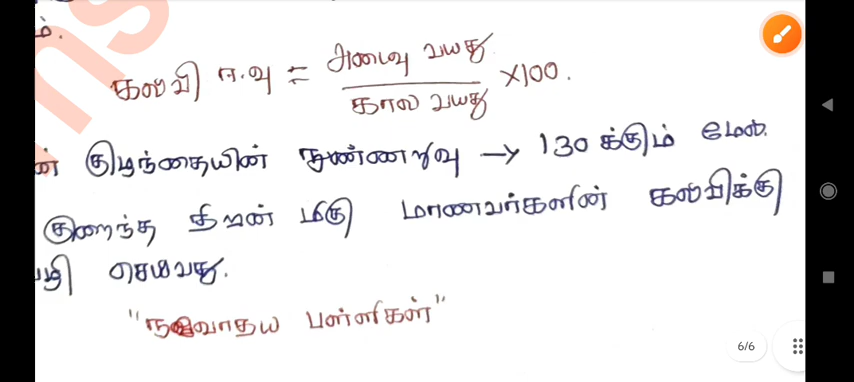 ம்.
கல்வி ஈ.வு = அடைவு வயது / கால வயது ×100.
ன் குழந்தையின் நுண்ணறிவு → 130 க்கும் மேல்.
குறைந்த திறன் மிகு மாணவர்களின் கல்விக்கு
வழி செய்வது.
"நவோதய பள்ளிகள்"
6/6